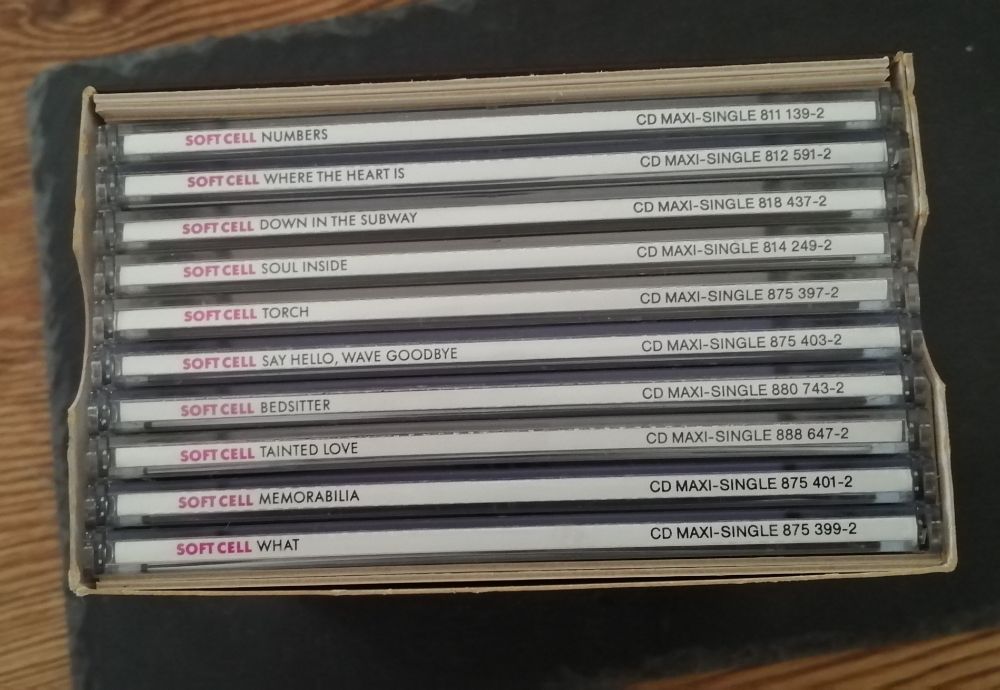 SOFT CELL NUMBERS CD MAXI-SINGLE 811 139-2
SOFT CELL WHERE THE HEART IS CD MAXI-SINGLE 812 591-2
SOFT CELL DOWN IN THE SUBWAY CD MAXI-SINGLE 818 437-2
SOFT CELL SOUL INSIDE CD MAXI-SINGLE 814 249-2
SOFT CELL TORCH CD MAXI-SINGLE 875 397-2
SOFT CELL SAY HELLO, WAVE GOODBYE CD MAXI-SINGLE 875 403-2
SOFT CELL BEDSITTER CD MAXI-SINGLE 880 743-2
SOFT CELL TAINTED LOVE CD MAXI-SINGLE 888 647-2
SOFT CELL MEMORABILIA CD MAXI-SINGLE 875 401-2
SOFT CELL WHAT CD MAXI-SINGLE 875 399-2